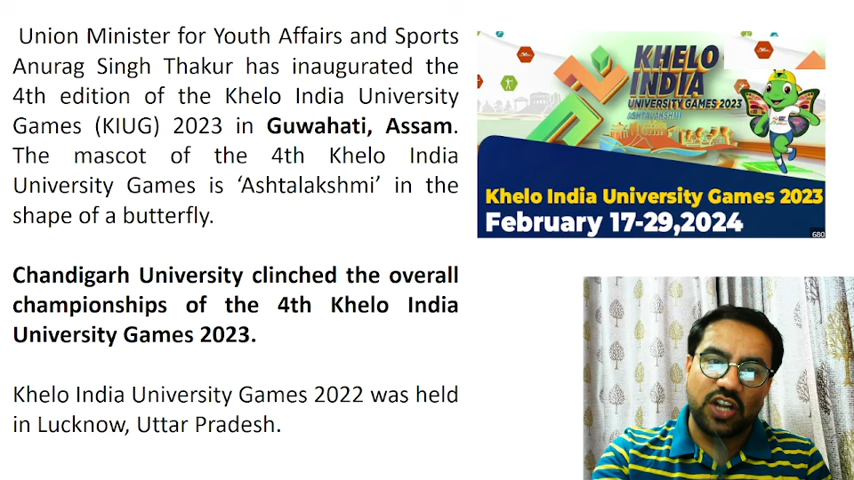 Union Minister for Youth Affairs and Sports
Anurag Singh Thakur has inaugurated the
4th edition of the Khelo India University
Games (KIUG) 2023 in Guwahati, Assam.
The mascot of the 4th Khelo India
University Games is ‘Ashtalakshmi’ in the
shape of a butterfly.
Chandigarh University clinched the overall
championships of the 4th Khelo India
University Games 2023.
Khelo India University Games 2022 was held
in Lucknow, Uttar Pradesh.
KHELO
INDIA
UNIVERSITY GAMES 2023
ASHTALAKSHMI
Khelo India University Games 2023
February 17-29,2024
680